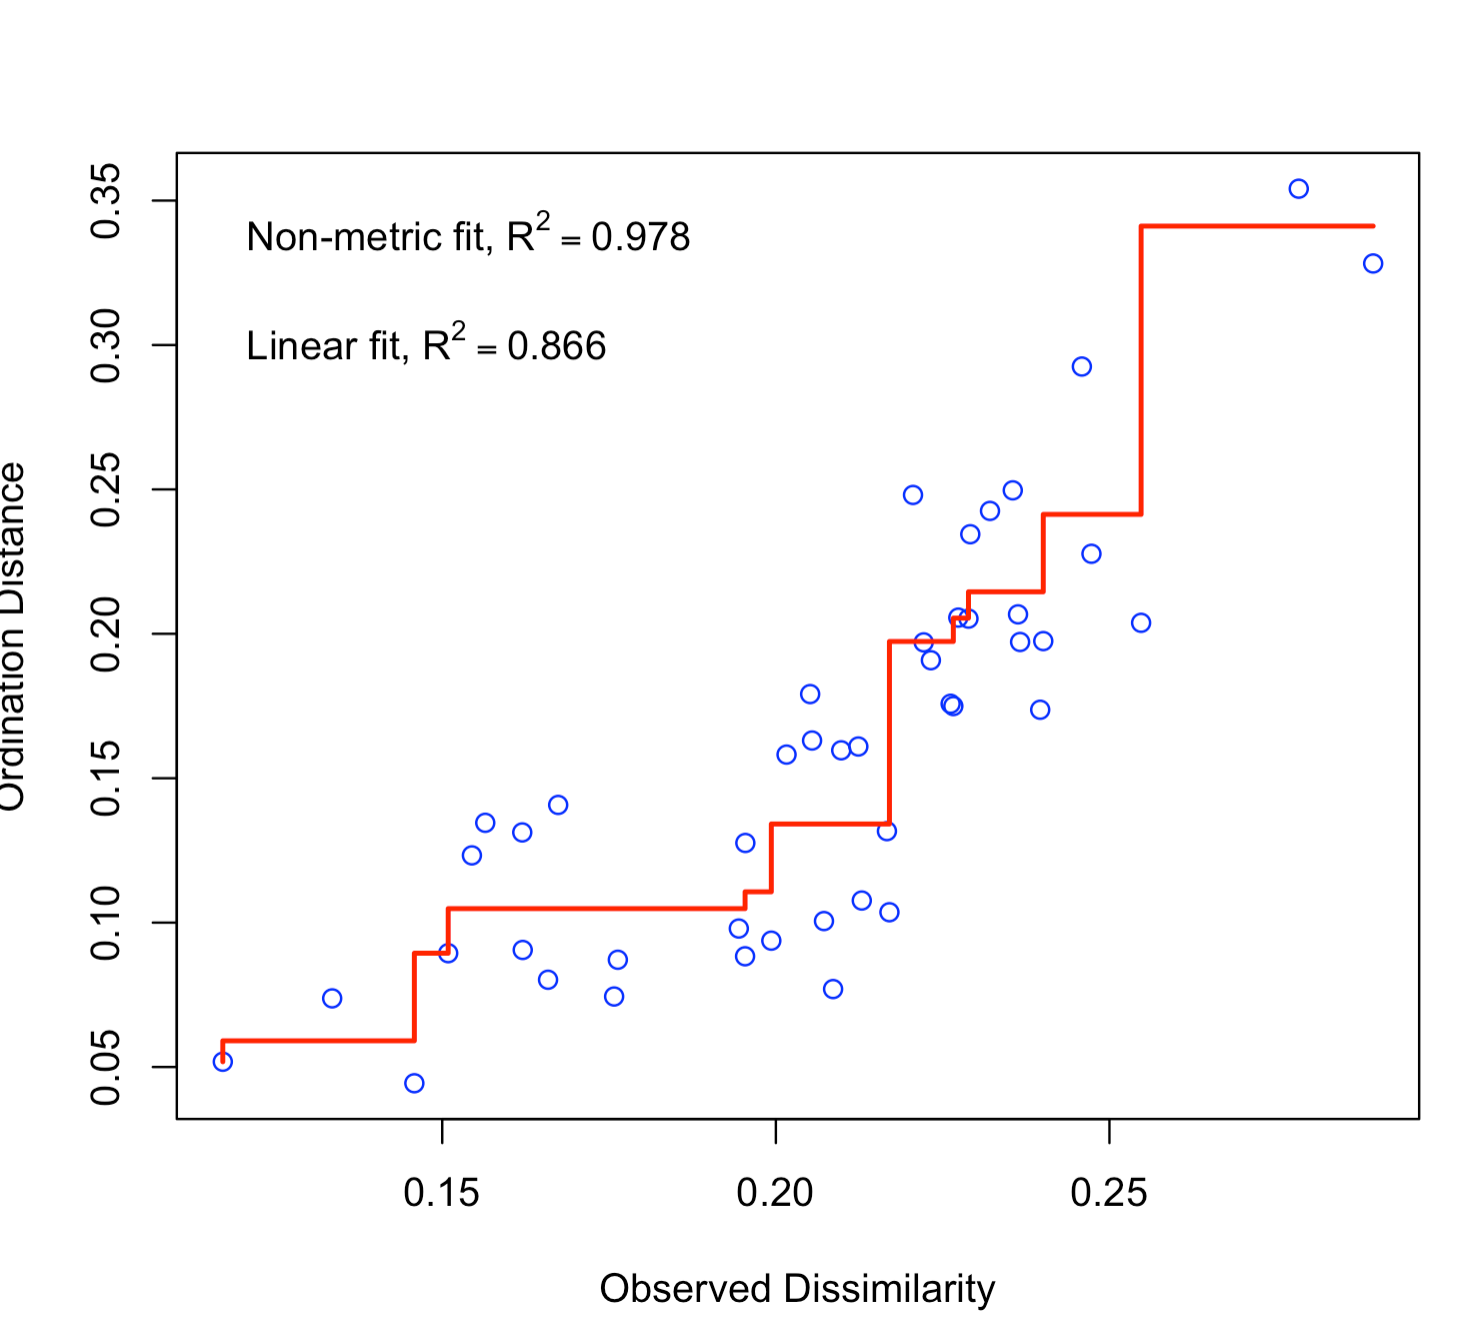 Non-metric fit, R² = 0.978
Linear fit, R² = 0.866
Ordination Distance
0.35
0.30
0.25
0.20
0.15
0.10
0.05
0.15 0.20 0.25
Observed Dissimilarity